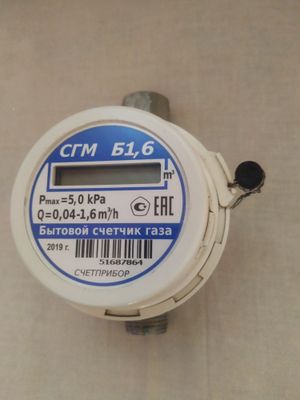 СГМ Б1,6
m³
Pmax=5,0 kPa
Q=0,04-1,6 m³/h
ЕАС
Бытовой счетчик газа
2019 г.
51687864
СЧЕТПРИБОР